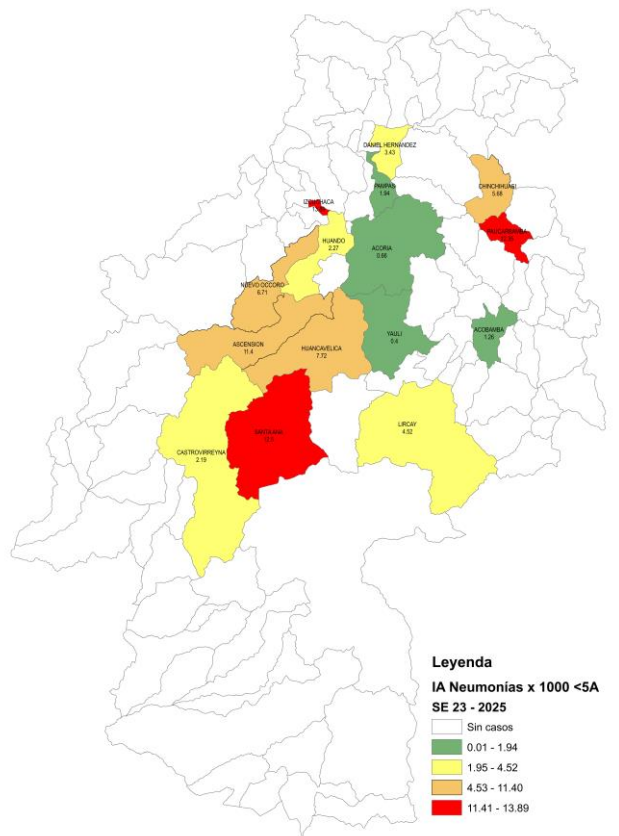 DANIEL HERNANDEZ
3.43
PAMPAS
1.94
CHINCHIHUASI
5.68
HUANDO
2.27
ACORIA
0.86
NUEVO OCCORO
6.71
ASCENSION
11.4
HUANCAVELICA
7.72
YAULI
0.4
ACOBAMBA
1.26
CASTROVIRREYNA
2.19
LIRCAY
4.52
Leyenda
IA Neumonías x 1000 <5A
SE 23 - 2025
Sin casos
0.01 - 1.94
1.95 - 4.52
4.53 - 11.40
11.41 - 13.89